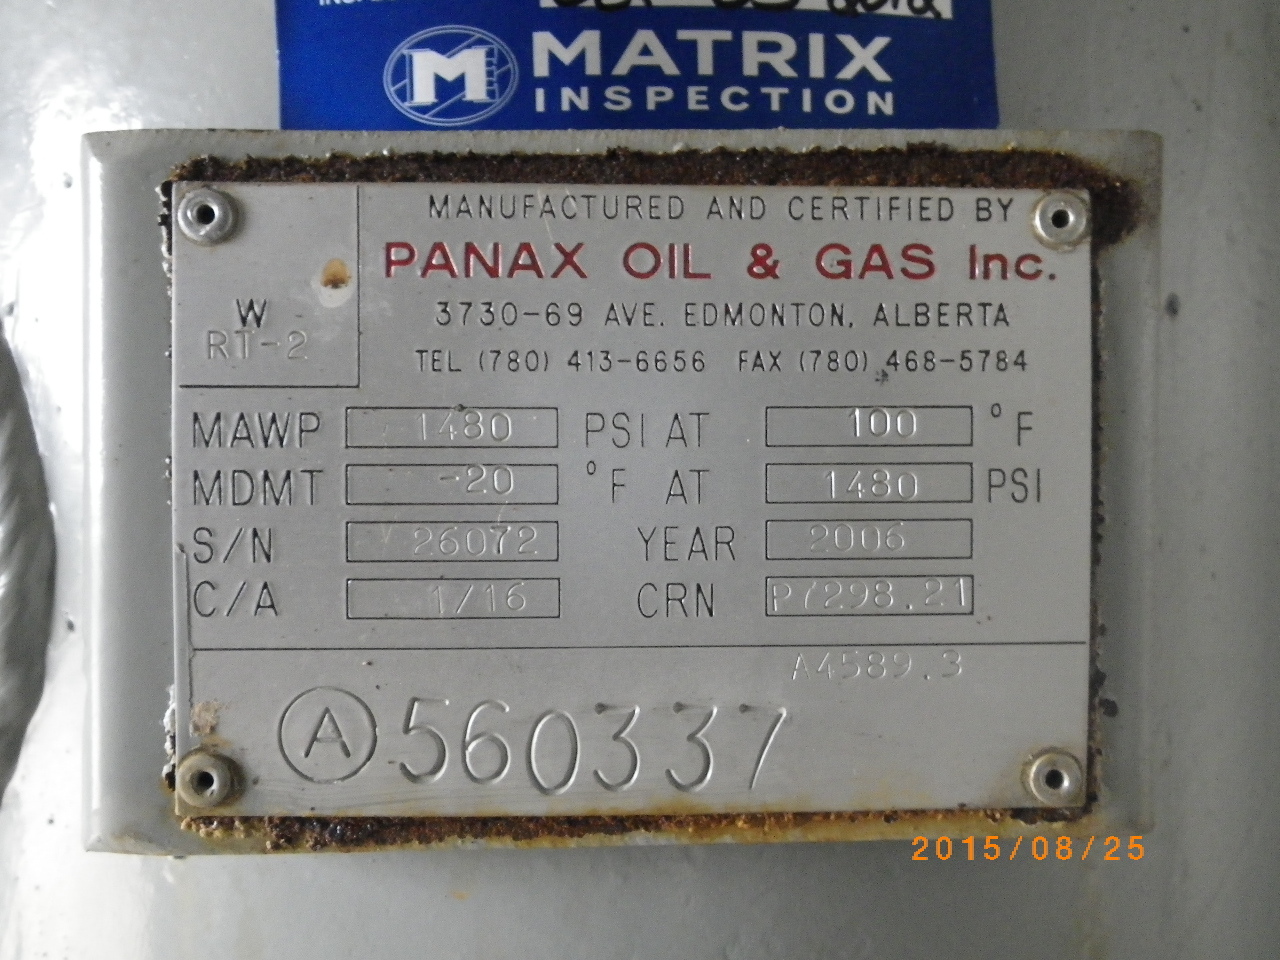 MATRIX
INSPECTION
MANUFACTURED AND CERTIFIED BY
PANAX OIL & GAS Inc.
3730-69 AVE. EDMONTON, ALBERTA
TEL (780) 413-6656 FAX (780) 468-5784
W
RT-2
MAWP 1480 PSI AT 100 °F
MDMT -20 °F AT 1480 PSI
S/N 26072 YEAR 2006
C/A 1/16 CRN P7298.21
A4589.3
A 560337
2015/08/25